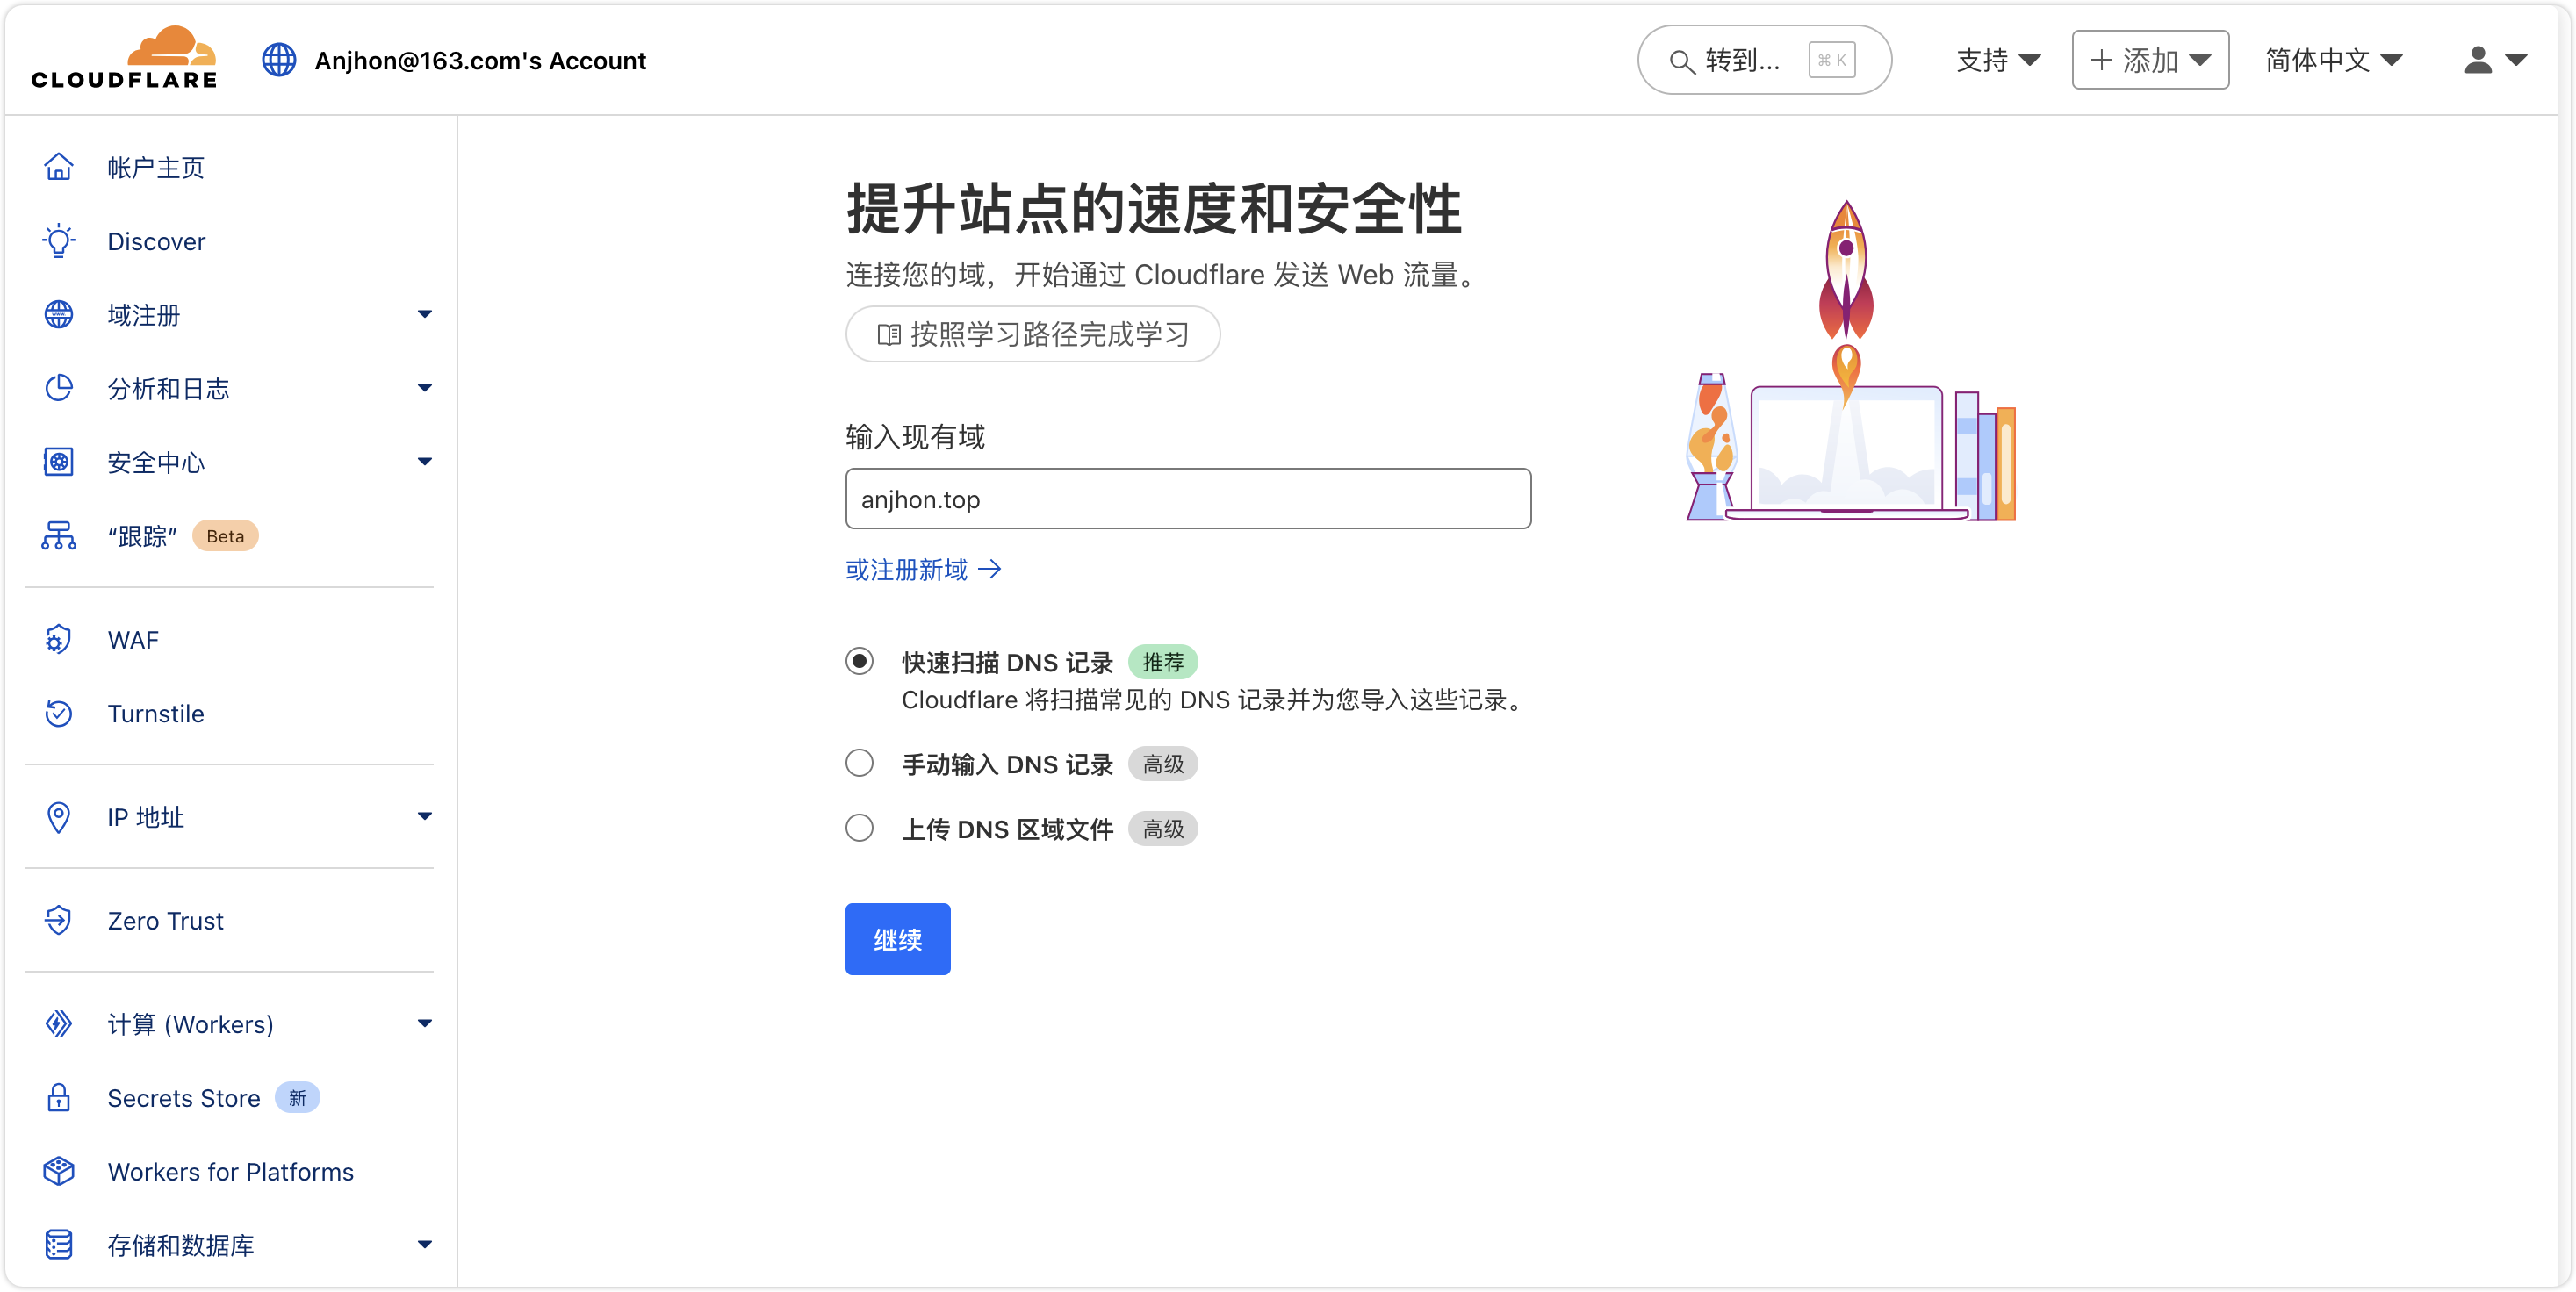 CLOUDFLARE
Anjhon@163.com's Account
转到... ⌘ K
支持
+ 添加
简体中文
帐户主页
Discover
域注册
分析和日志
安全中心
“跟踪” Beta
WAF
Turnstile
IP 地址
Zero Trust
计算 (Workers)
Secrets Store 新
Workers for Platforms
存储和数据库
提升站点的速度和安全性
连接您的域，开始通过 Cloudflare 发送 Web 流量。
按照学习路径完成学习
输入现有域
anjhon.top
或注册新域 →
快速扫描 DNS 记录 推荐
Cloudflare 将扫描常见的 DNS 记录并为您导入这些记录。
手动输入 DNS 记录 高级
上传 DNS 区域文件 高级
继续